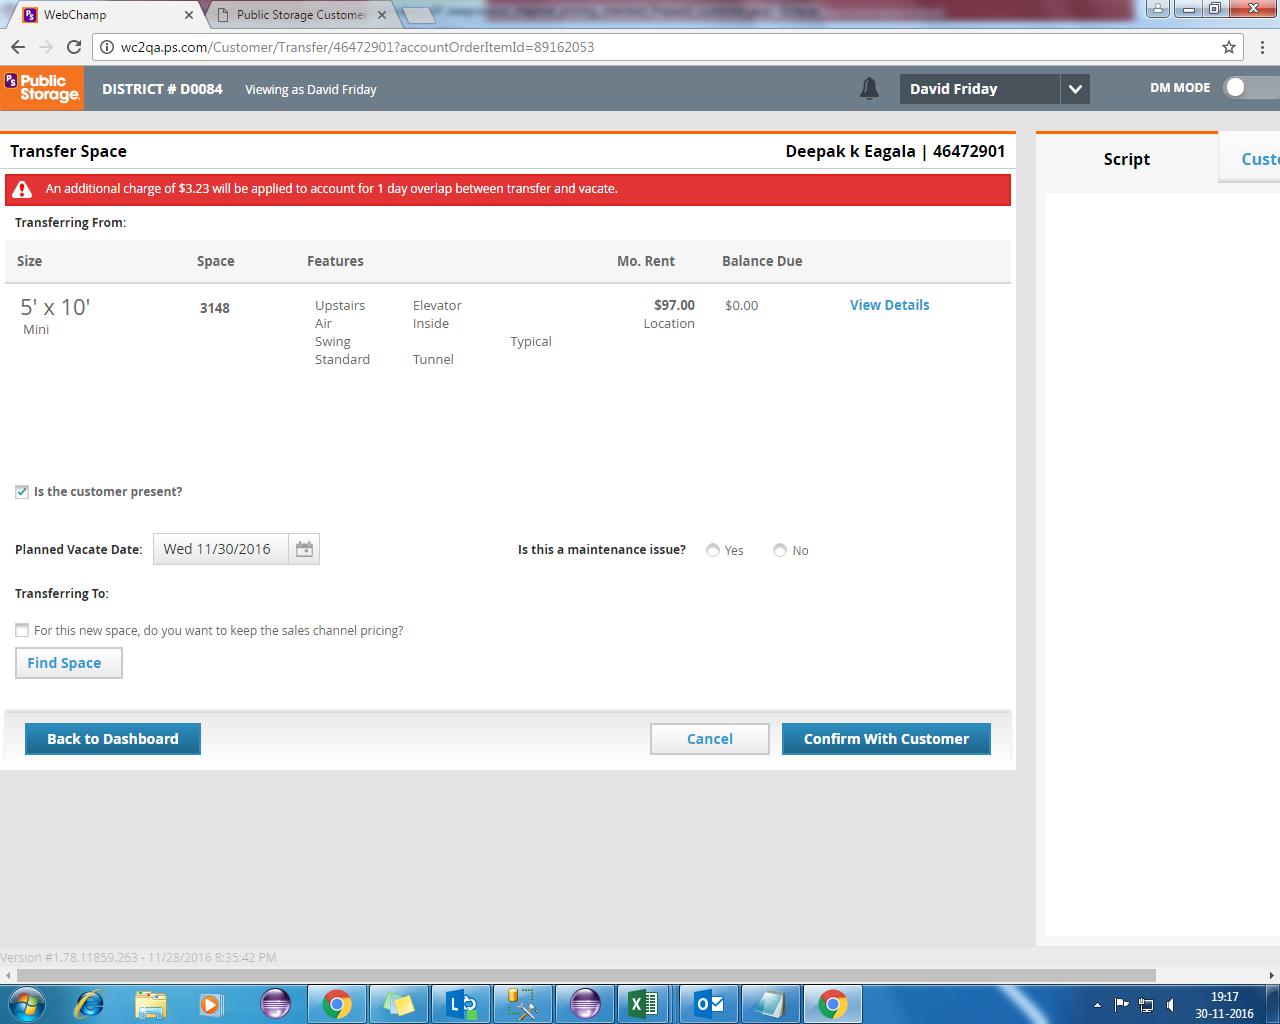 WebChamp
Public Storage Customer
wc2qa.ps.com/Customer/Transfer/46472901?accountOrderItemId=89162053
PS Public Storage.
DISTRICT # D0084
Viewing as David Friday
David Friday
DM MODE
Transfer Space
Deepak k Eagala | 46472901
Script
Custo
An additional charge of $3.23 will be applied to account for 1 day overlap between transfer and vacate.
Transferring From:
Size Space Features Mo. Rent Balance Due
5' x 10' 3148 Upstairs Elevator $97.00 $0.00 View Details
Mini Air Inside Location
Swing Typical
Standard Tunnel
Is the customer present?
Planned Vacate Date: Wed 11/30/2016 Is this a maintenance issue? Yes No
Transferring To:
For this new space, do you want to keep the sales channel pricing?
Find Space
Back to Dashboard Cancel Confirm With Customer
Version #1.78.11859.263 - 11/28/2016 8:35:42 PM
19:17
30-11-2016